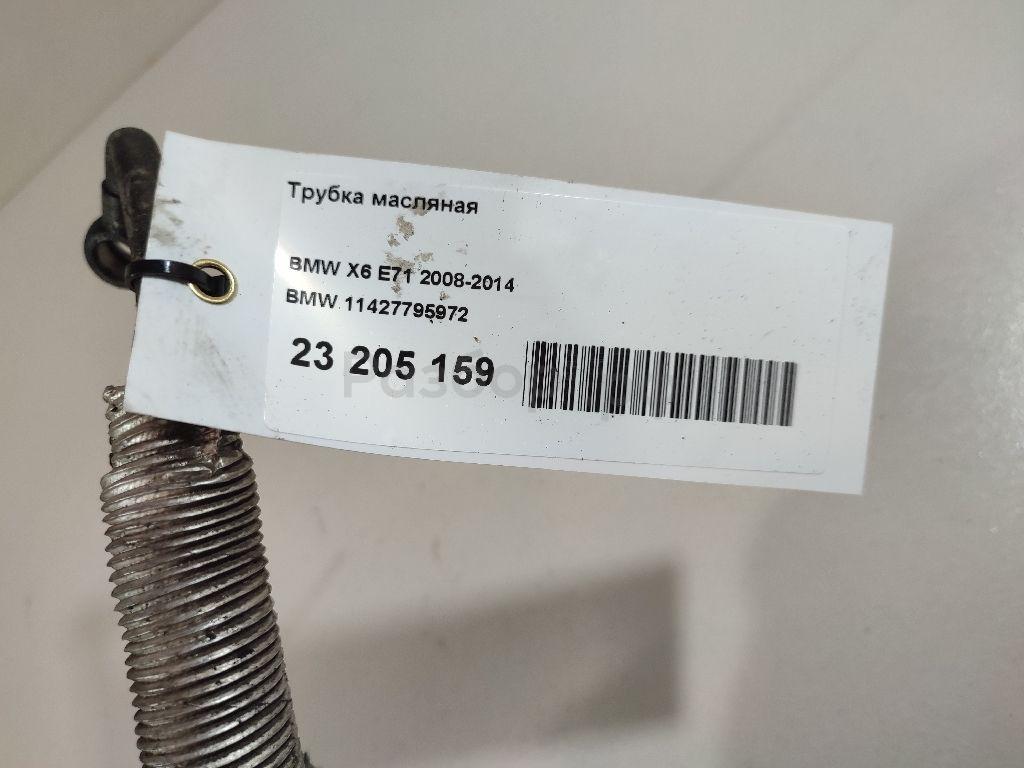 Трубка масляная
BMW X6 E71 2008-2014
BMW 11427795972
23 205 159